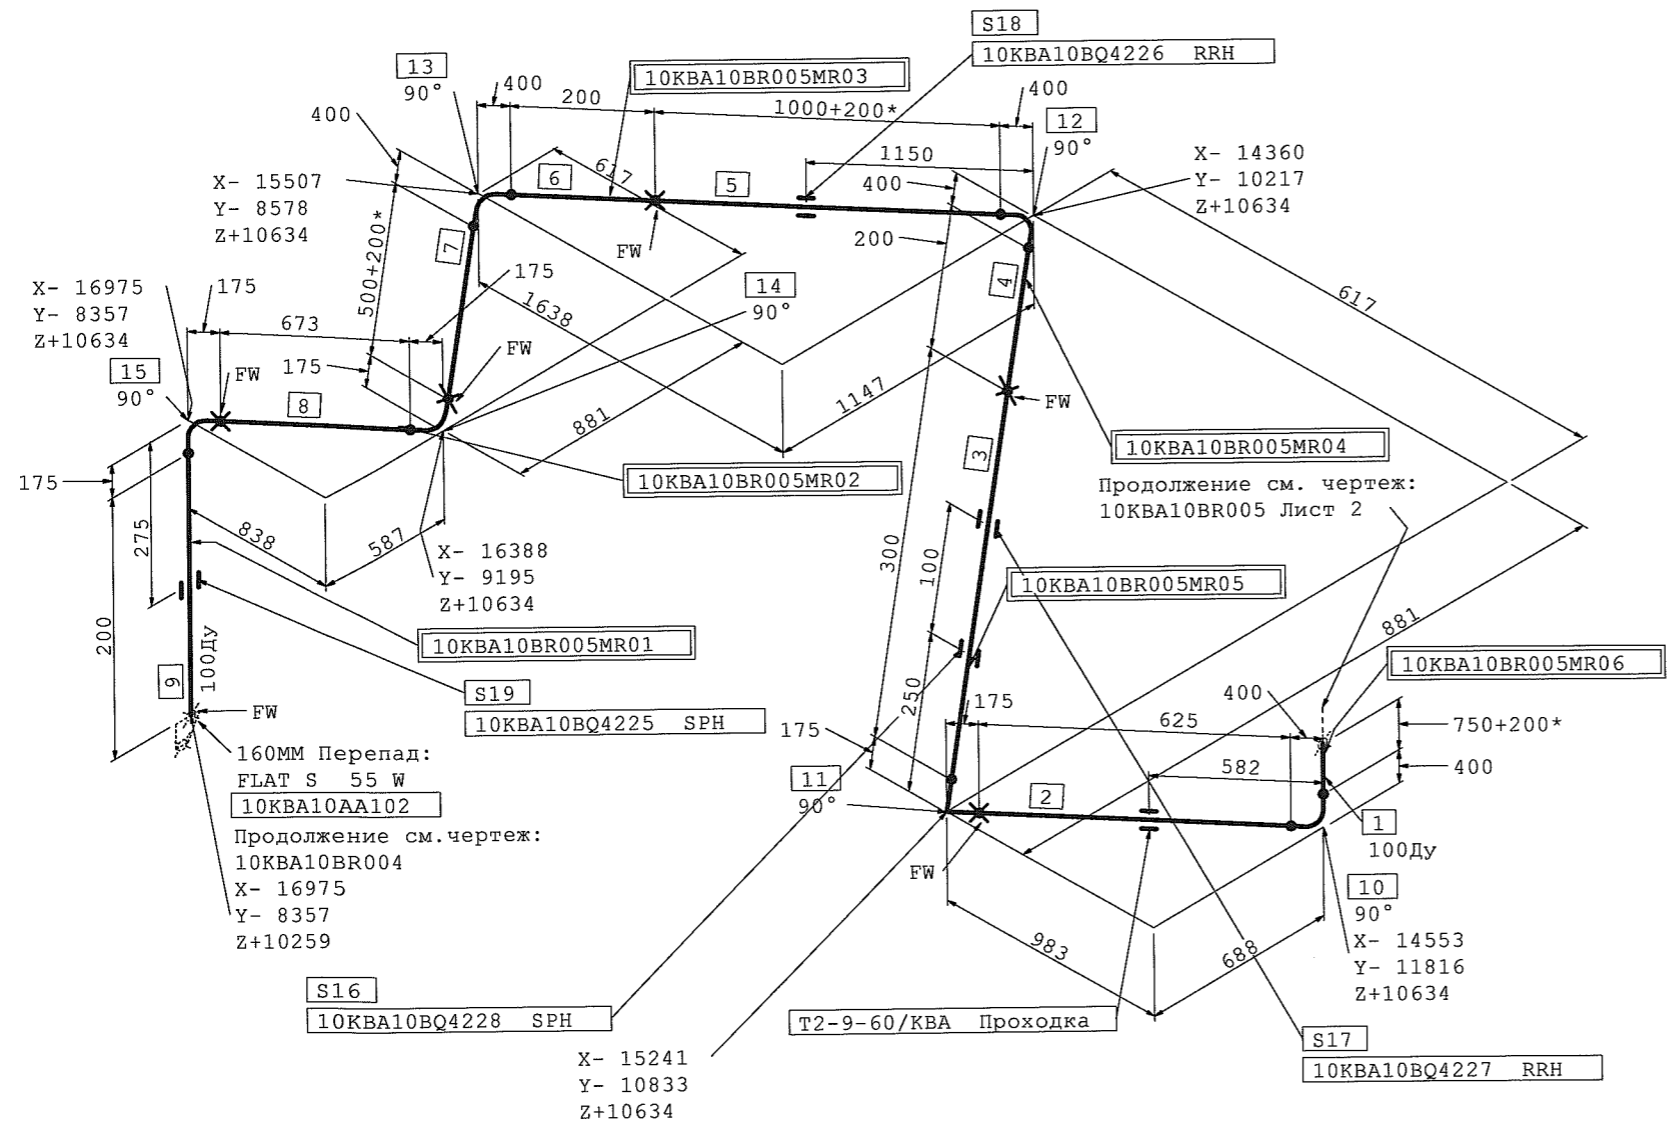 S18
10KBA10BQ4226 RRH
13
90°
400
10KBA10BR005MR03
400
200
1000+200*
400
12
90°
1150
X- 14360
Y- 10217
Z+10634
X- 15507
Y- 8578
Z+10634
6
617
5
400
200
500+200*
7
FW
4
X- 16975
Y- 8357
Z+10634
175
673
175
14
90°
1638
617
15
90°
FW
175
FW
8
881
1147
FW
3
10KBA10BR005MR04
Продолжение см. чертеж:
10KBA10BR005 Лист 2
10KBA10BR005MR02
175
275
838
587
X- 16388
Y- 9195
Z+10634
300
100
10KBA10BR005MR05
200
100Ду
9
10KBA10BR005MR01
881
10KBA10BR005MR06
S19
10KBA10BQ4225 SPH
FW
250
175
400
625
750+200*
175
582
400
160ММ Перепад:
FLAT S 55 W
10KBA10AA102
Продолжение см.чертеж:
10KBA10BR004
X- 16975
Y- 8357
Z+10259
11
90°
2
1
100Ду
FW
10
90°
X- 14553
Y- 11816
Z+10634
983
688
S16
10KBA10BQ4228 SPH
T2-9-60/KBA Проходка
S17
10KBA10BQ4227 RRH
X- 15241
Y- 10833
Z+10634